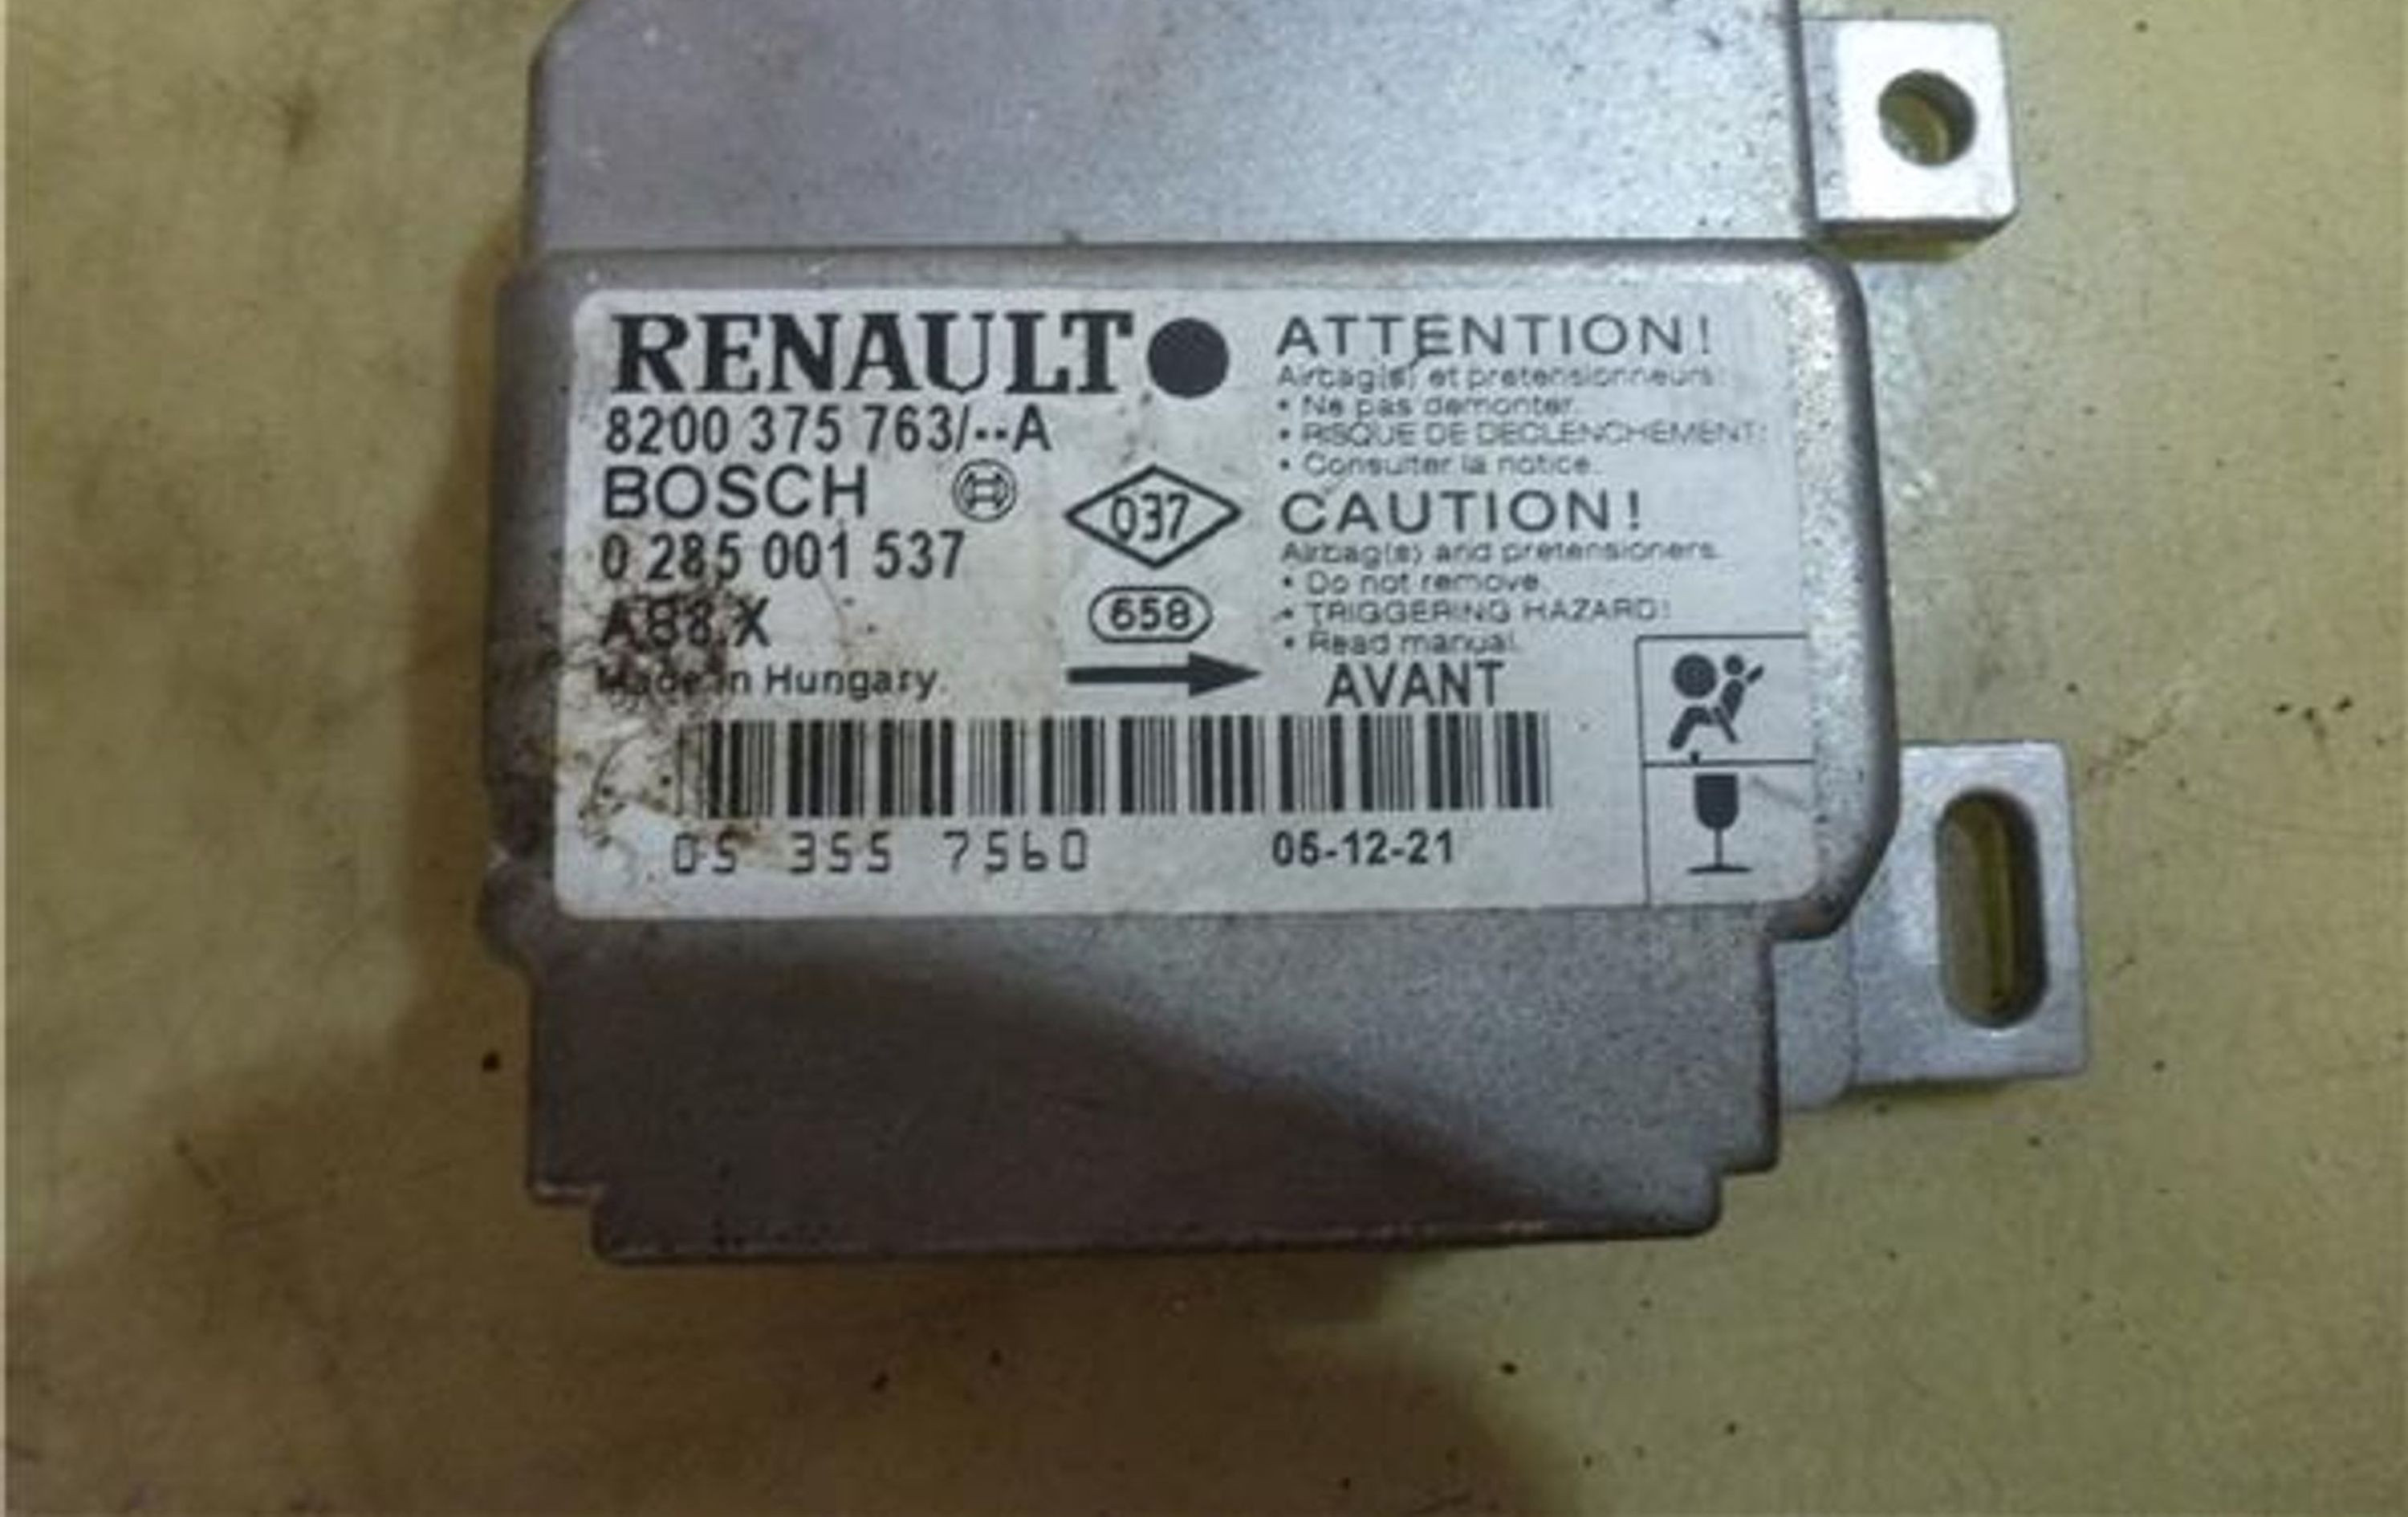 RENAULT
8200 375 763/--A
BOSCH
0 285 001 537
AB8.X
Made in Hungary.
037
658
ATTENTION!
Airbag(s) et pretensionneurs.
• Ne pas demonter.
• RISQUE DE DECLENCHEMENT!
• Consulter la notice.
CAUTION!
Airbag(s) and pretensioners.
• Do not remove.
• TRIGGERING HAZARD!
• Read manual.
AVANT
05 355 7560
05-12-21